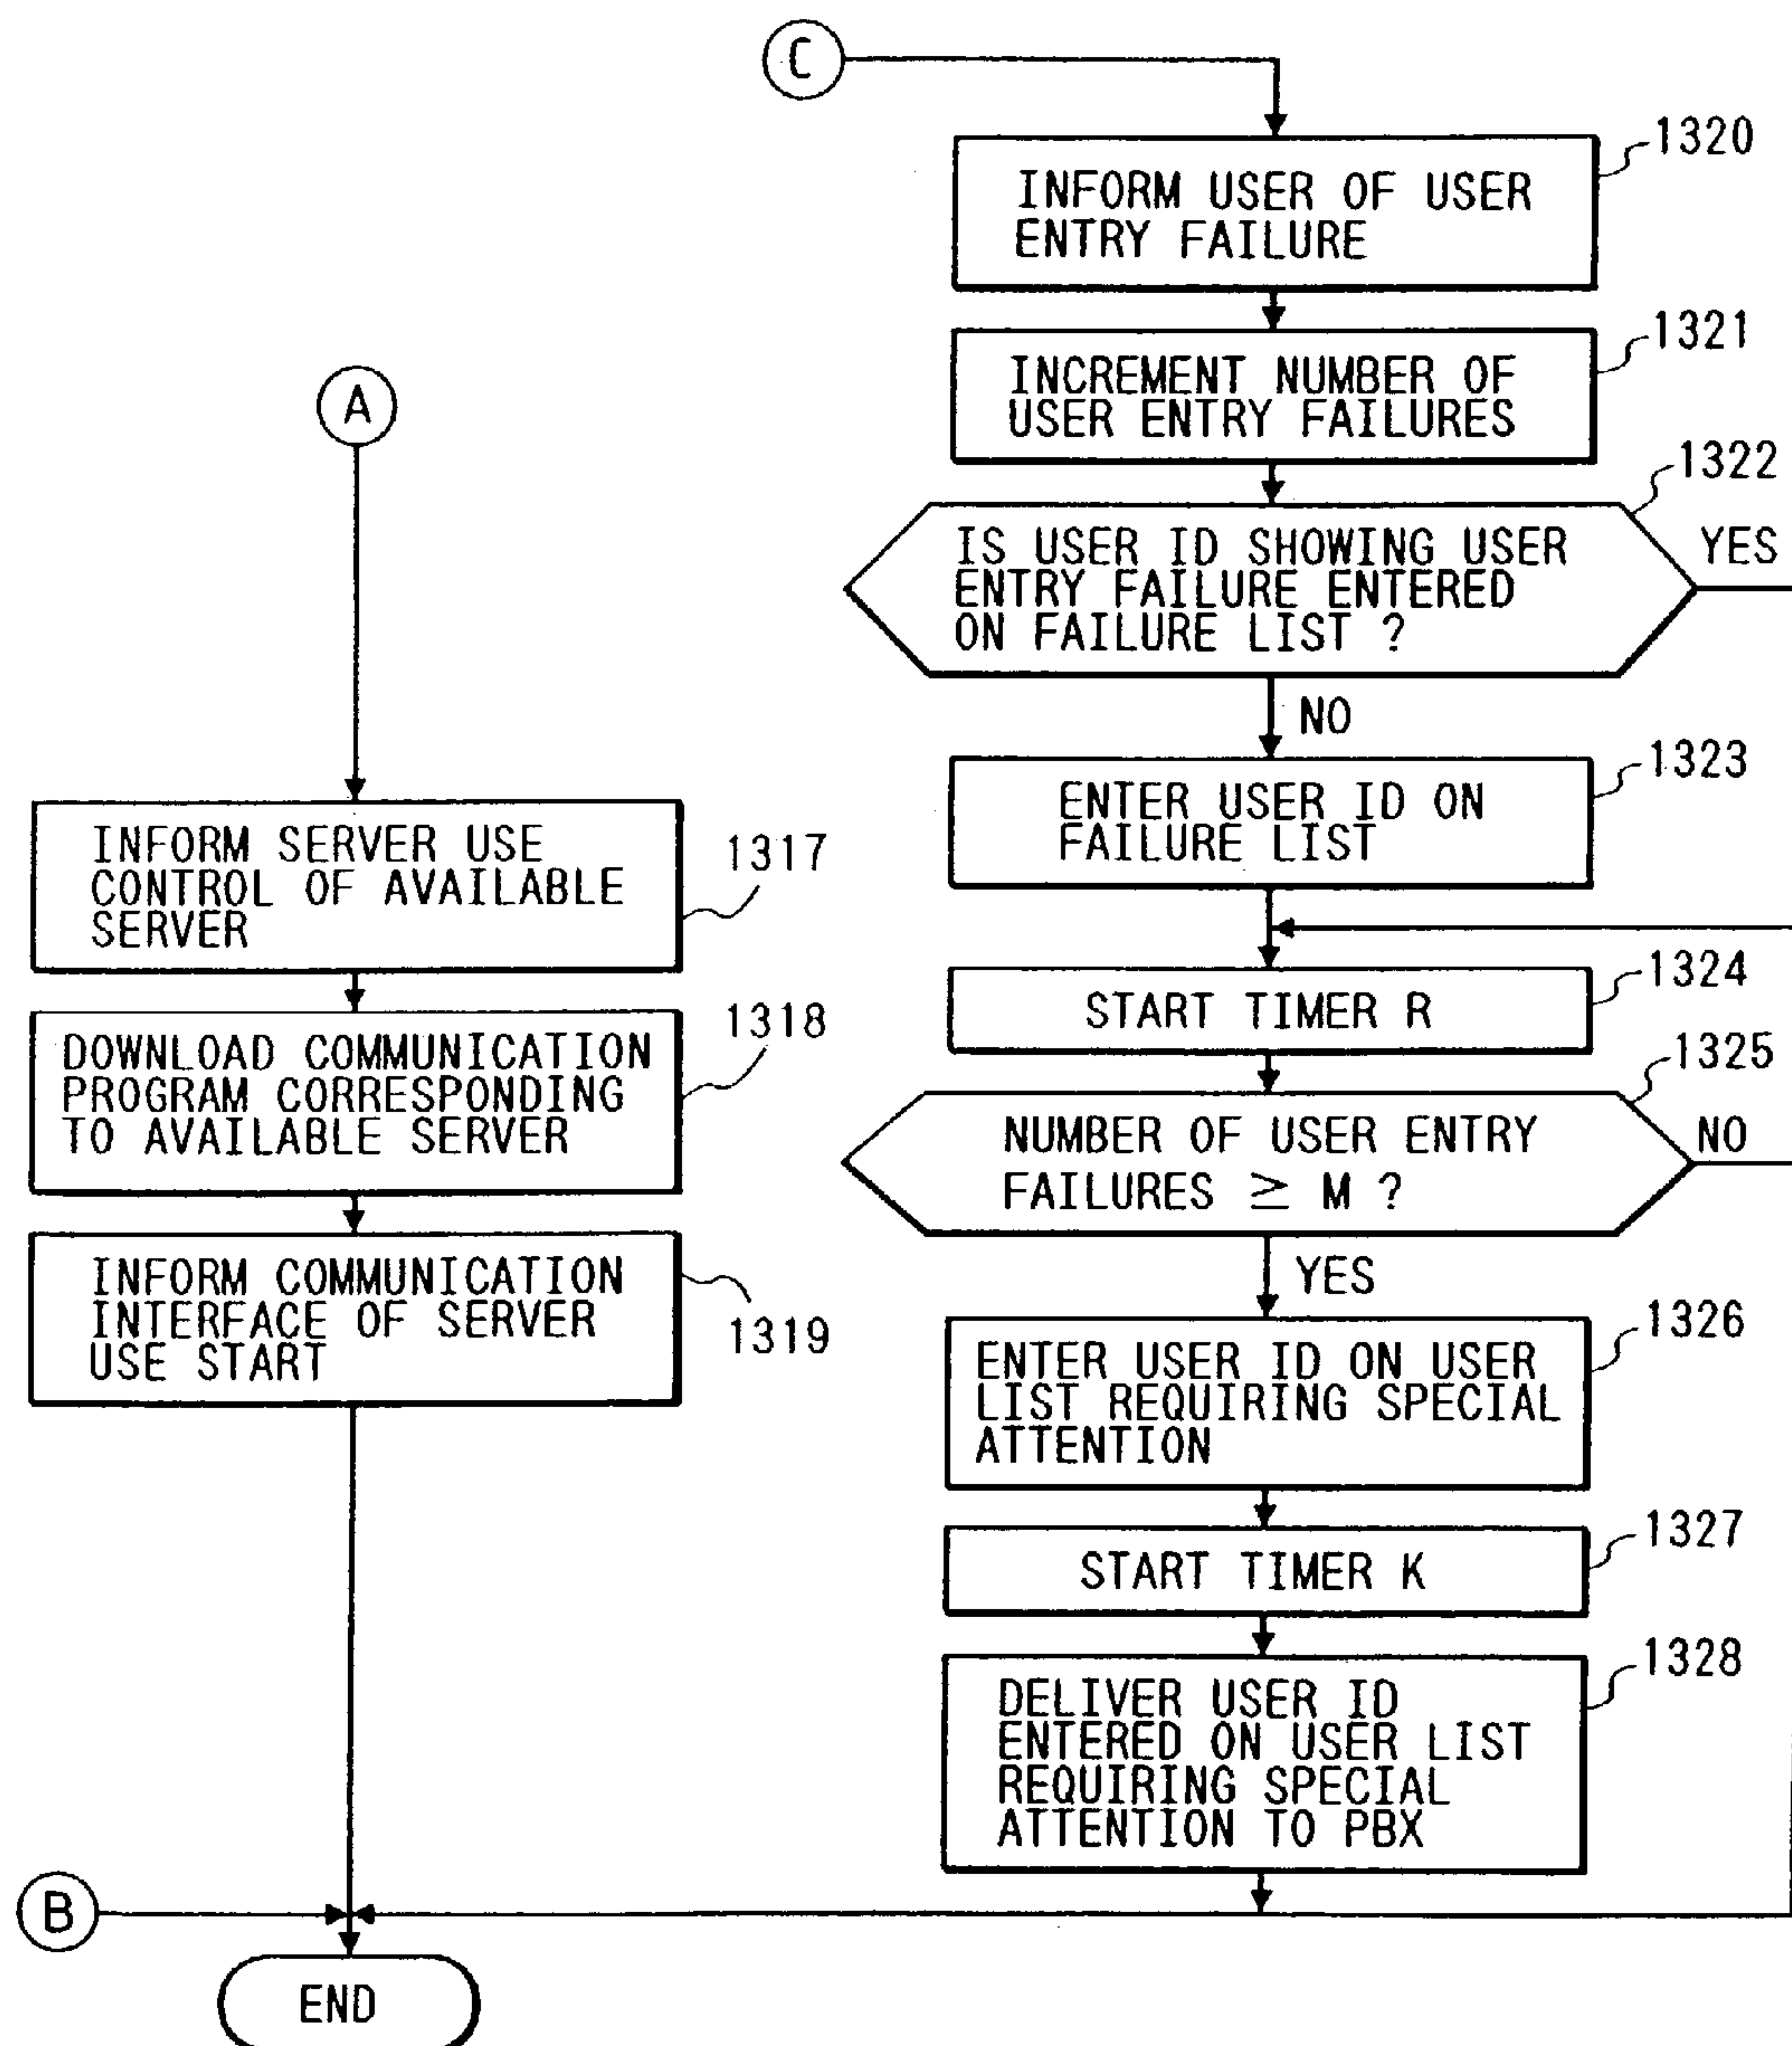 C
1320
INFORM USER OF USER
ENTRY FAILURE
1321
INCREMENT NUMBER OF
USER ENTRY FAILURES
1322
IS USER ID SHOWING USER
ENTRY FAILURE ENTERED
ON FAILURE LIST ?
YES
NO
1323
ENTER USER ID ON
FAILURE LIST
1324
START TIMER R
1325
NUMBER OF USER ENTRY
FAILURES ≥ M ?
NO
YES
1326
ENTER USER ID ON USER
LIST REQUIRING SPECIAL
ATTENTION
1327
START TIMER K
1328
DELIVER USER ID
ENTERED ON USER LIST
REQUIRING SPECIAL
ATTENTION TO PBX
A
INFORM SERVER USE
CONTROL OF AVAILABLE
SERVER
1317
DOWNLOAD COMMUNICATION
PROGRAM CORRESPONDING
TO AVAILABLE SERVER
1318
INFORM COMMUNICATION
INTERFACE OF SERVER
USE START
1319
B
END